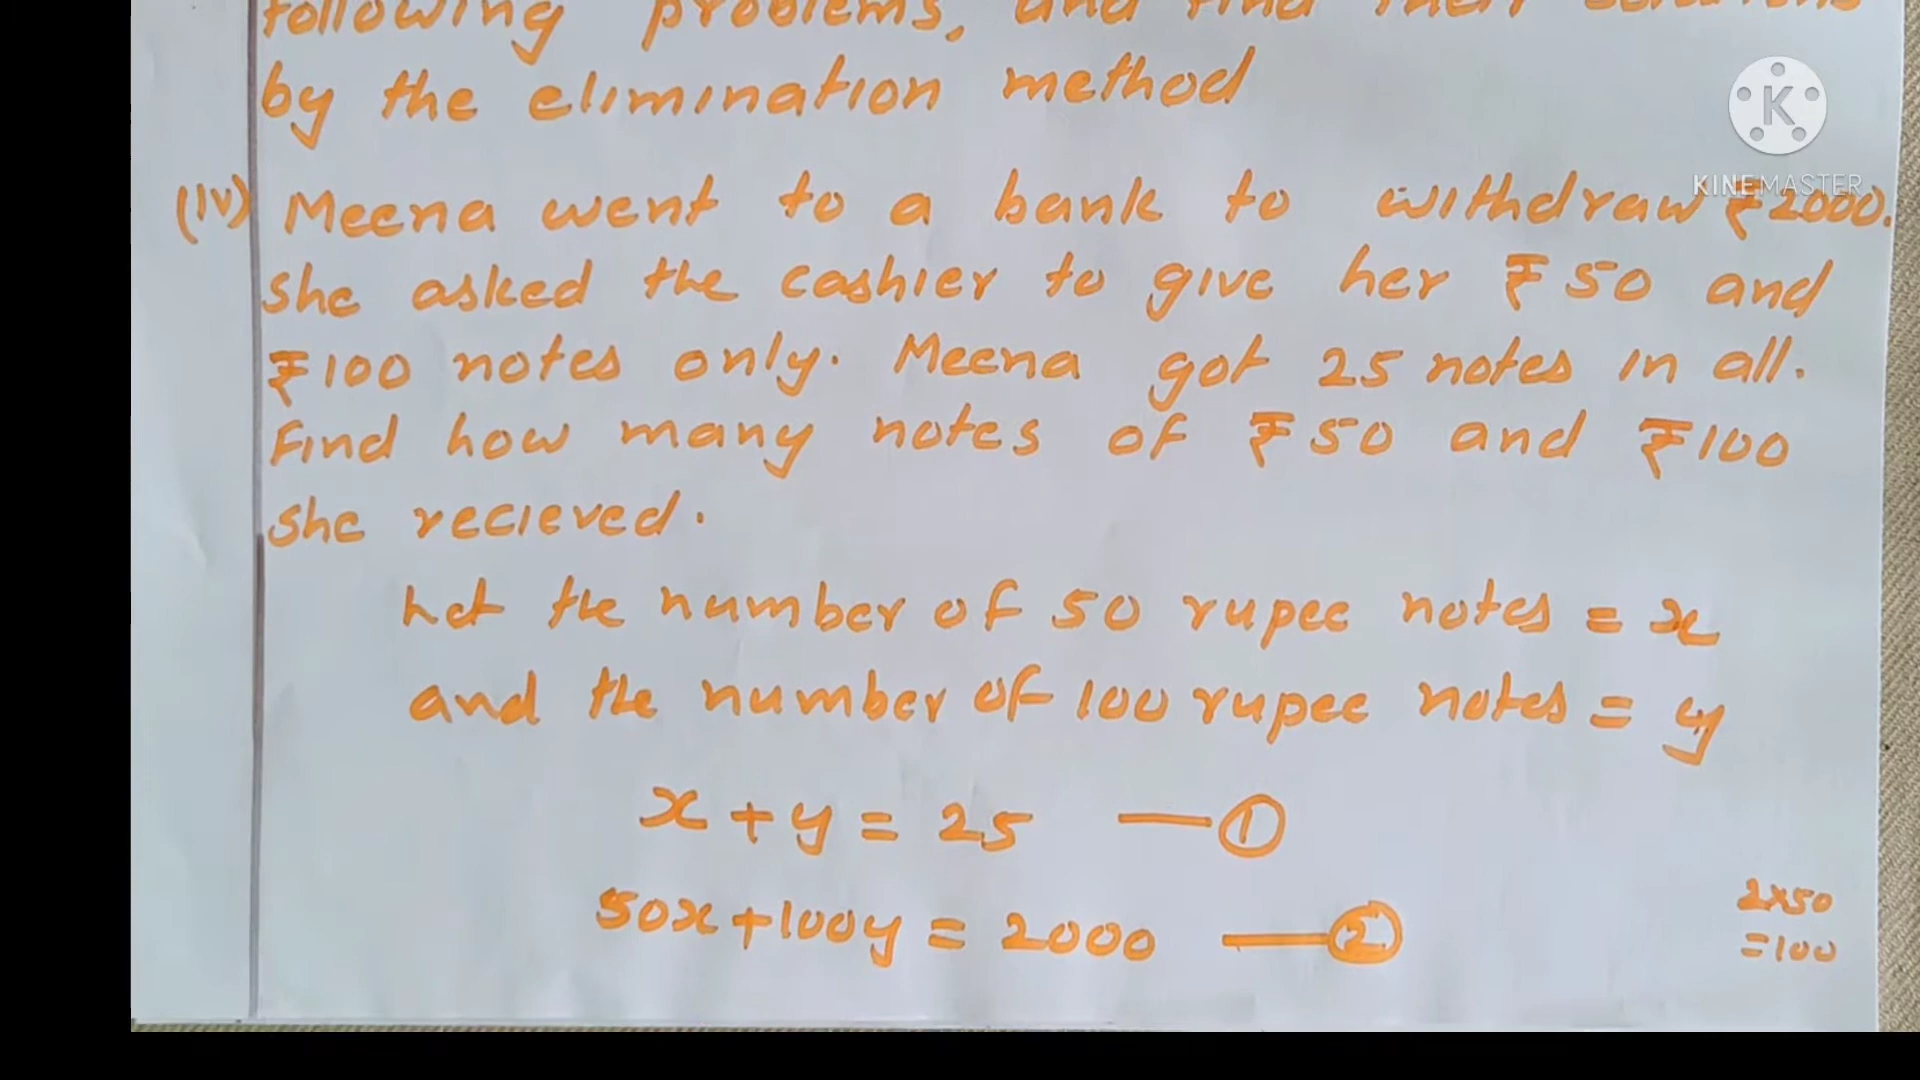 following problems, and find their solutions
by the elimination method
(iv) Meena went to a bank to withdraw ₹2000.
she asked the cashier to give her ₹50 and
₹100 notes only. Meena got 25 notes in all.
Find how many notes of ₹50 and ₹100
she recieved.
Let the number of 50 rupee notes = x
and the number of 100 rupee notes = y
x + y = 25 — ①
50x + 100y = 2000 — ②
2x50
=100
K
KINEMASTER